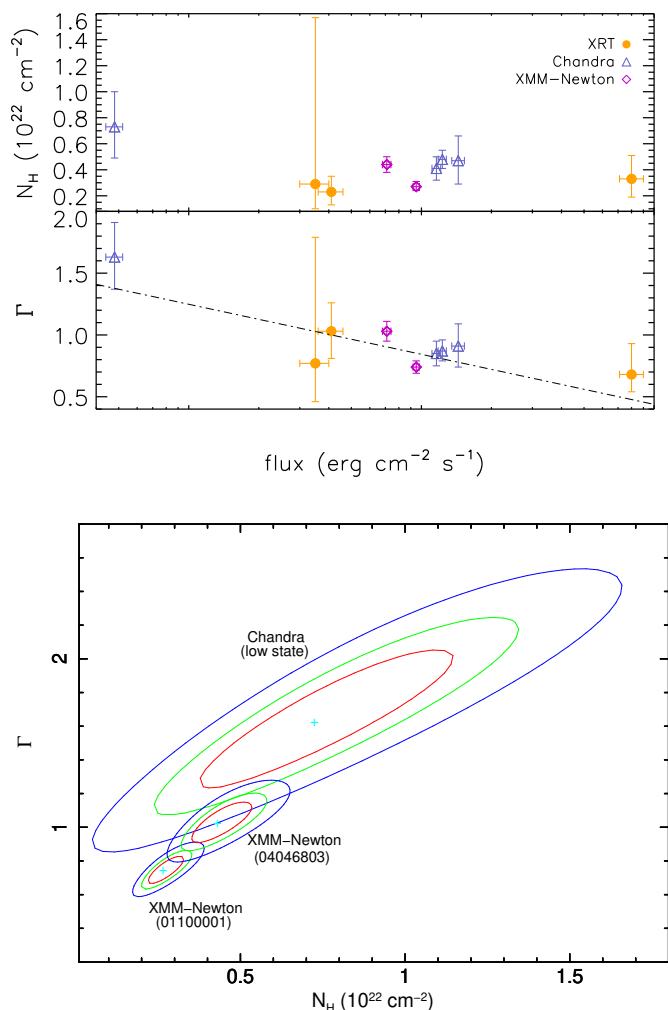 1.6
1.4
1.2
1.0
0.8
0.6
0.4
0.2
N_H (10^22 cm^−2)
XRT
Chandra
XMM−Newton
2.0
1.5
1.0
0.5
Γ
flux (erg cm^−2 s^−1)
2
1
Γ
Chandra
(low state)
XMM−Newton
(04046803)
XMM−Newton
(01100001)
0.5
1
1.5
N_H (10^22 cm^−2)